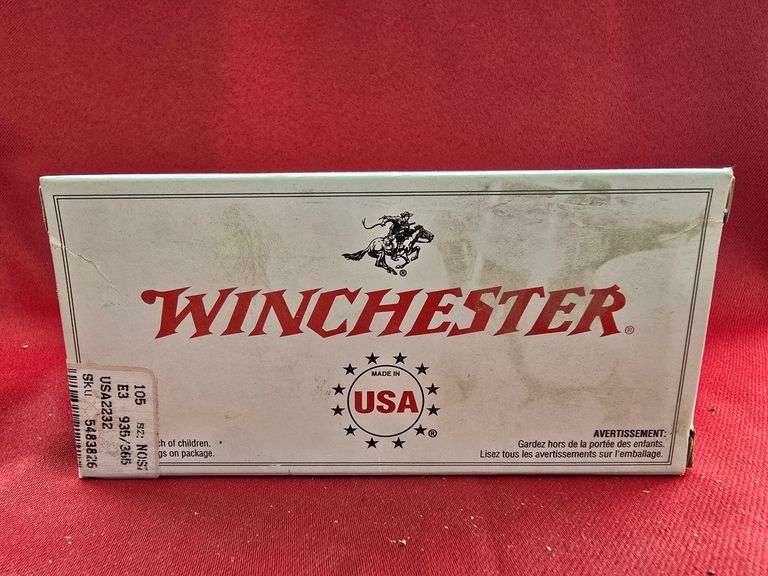 WINCHESTER®
MADE IN
USA
®
ch of children.
gs on package.
AVERTISSEMENT:
Gardez hors de la portée des enfants.
Lisez tous les avertissements sur l'emballage.
105
E3 935/365
USA2232
Sku 5483826